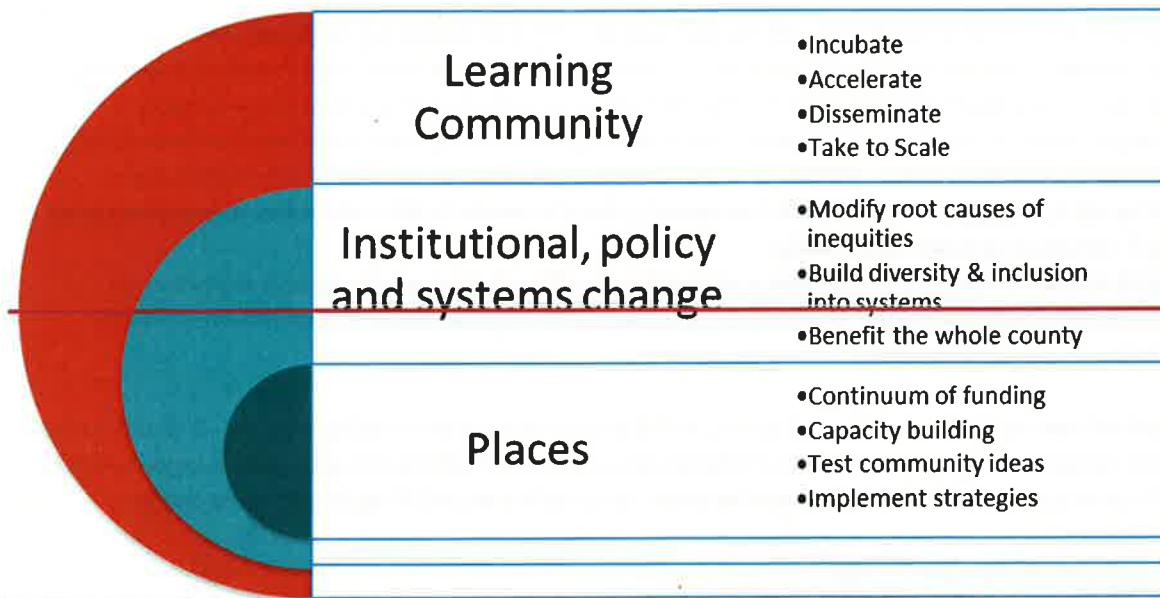 Learning
Community
•Incubate
•Accelerate
•Disseminate
•Take to Scale
Institutional, policy
and systems change
•Modify root causes of
inequities
•Build diversity & inclusion
into systems
•Benefit the whole county
Places
•Continuum of funding
•Capacity building
•Test community ideas
•Implement strategies